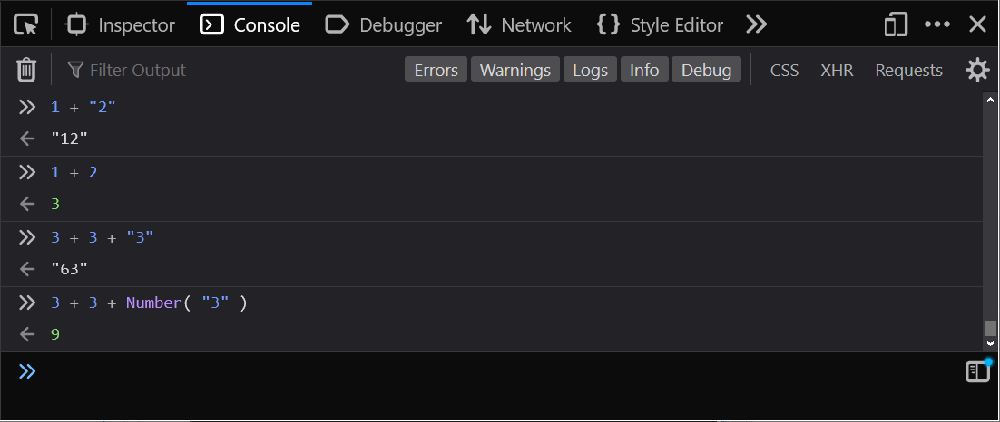 Inspector Console Debugger Network {} Style Editor
Filter Output Errors Warnings Logs Info Debug CSS XHR Requests
1 + "2"
"12"
1 + 2
3
3 + 3 + "3"
"63"
3 + 3 + Number( "3" )
9